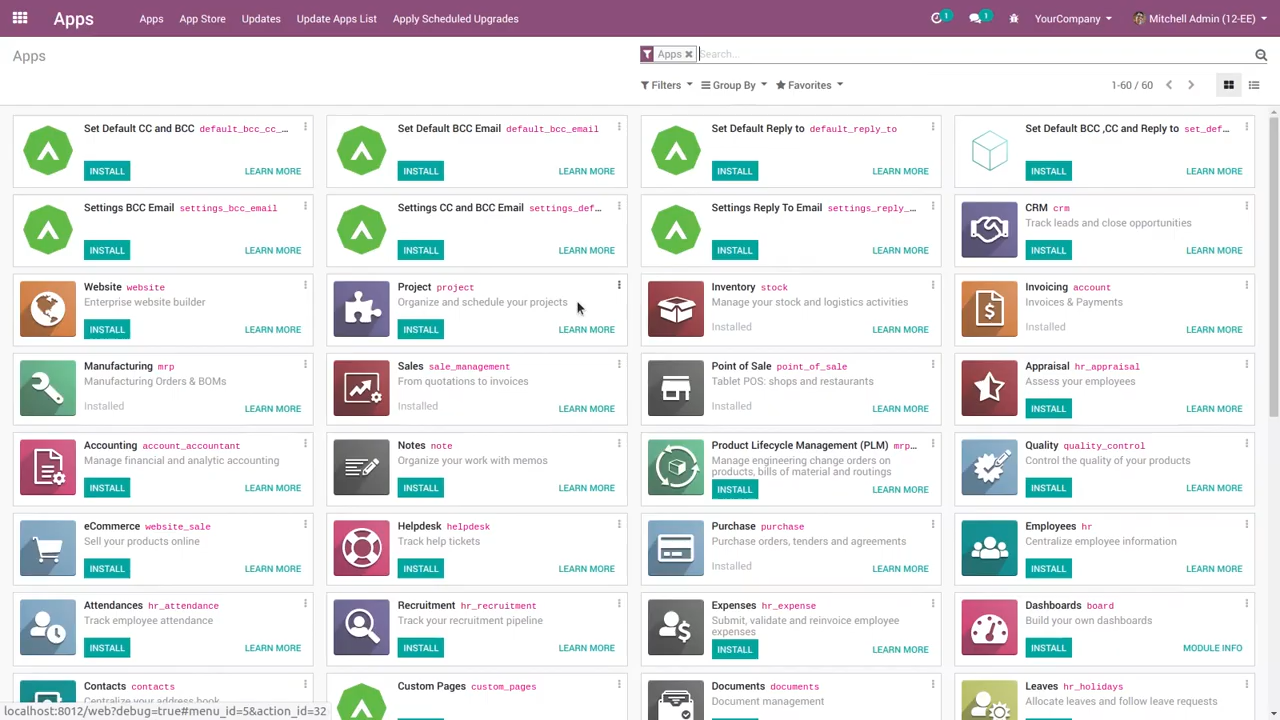 Apps
Apps App Store Updates Update Apps List Apply Scheduled Upgrades
1 1 YourCompany Mitchell Admin (12-EE)
Apps
Apps Search...
Filters Group By Favorites 1-60 / 60
Set Default CC and BCC default_bcc_cc_...
INSTALL LEARN MORE
Set Default BCC Email default_bcc_email
INSTALL LEARN MORE
Set Default Reply to default_reply_to
INSTALL LEARN MORE
Set Default BCC ,CC and Reply to set_def...
INSTALL LEARN MORE
Settings BCC Email settings_bcc_email
INSTALL LEARN MORE
Settings CC and BCC Email settings_def...
INSTALL LEARN MORE
Settings Reply To Email settings_reply_...
INSTALL LEARN MORE
CRM crm
Track leads and close opportunities
INSTALL LEARN MORE
Website website
Enterprise website builder
INSTALL LEARN MORE
Project project
Organize and schedule your projects
INSTALL LEARN MORE
Inventory stock
Manage your stock and logistics activities
Installed LEARN MORE
Invoicing account
Invoices & Payments
Installed LEARN MORE
Manufacturing mrp
Manufacturing Orders & BOMs
Installed LEARN MORE
Sales sale_management
From quotations to invoices
Installed LEARN MORE
Point of Sale point_of_sale
Tablet POS: shops and restaurants
Installed LEARN MORE
Appraisal hr_appraisal
Assess your employees
INSTALL LEARN MORE
Accounting account_accountant
Manage financial and analytic accounting
INSTALL LEARN MORE
Notes note
Organize your work with memos
INSTALL LEARN MORE
Product Lifecycle Management (PLM) mrp...
Manage engineering change orders on
products, bills of material and routings
INSTALL LEARN MORE
Quality quality_control
Control the quality of your products
INSTALL LEARN MORE
eCommerce website_sale
Sell your products online
INSTALL LEARN MORE
Helpdesk helpdesk
Track help tickets
INSTALL LEARN MORE
Purchase purchase
Purchase orders, tenders and agreements
Installed LEARN MORE
Employees hr
Centralize employee information
INSTALL LEARN MORE
Attendances hr_attendance
Track employee attendance
INSTALL LEARN MORE
Recruitment hr_recruitment
Track your recruitment pipeline
INSTALL LEARN MORE
Expenses hr_expense
Submit, validate and reinvoice employee
expenses
INSTALL LEARN MORE
Dashboards board
Build your own dashboards
INSTALL MODULE INFO
Contacts contacts
Centralize your address book
Custom Pages custom_pages
Documents documents
Document management
Leaves hr_holidays
Allocate leaves and follow leave requests
localhost:8012/web?debug=true#menu_id=5&action_id=32